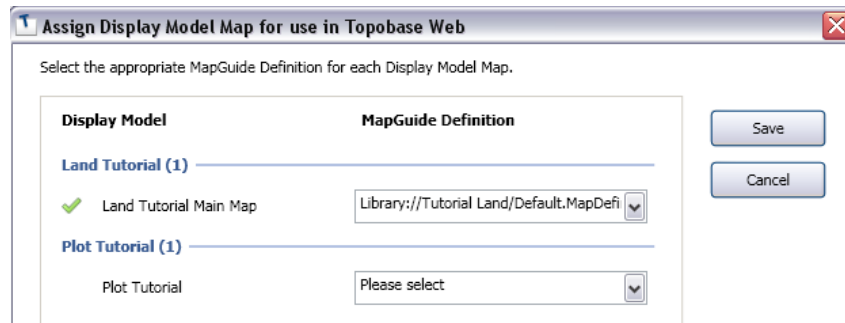 T Assign Display Model Map for use in Topobase Web
Select the appropriate MapGuide Definition for each Display Model Map.
Display Model MapGuide Definition
Save
Land Tutorial (1)
Cancel
Land Tutorial Main Map Library://Tutorial Land/Default.MapDefi
Plot Tutorial (1)
Plot Tutorial Please select